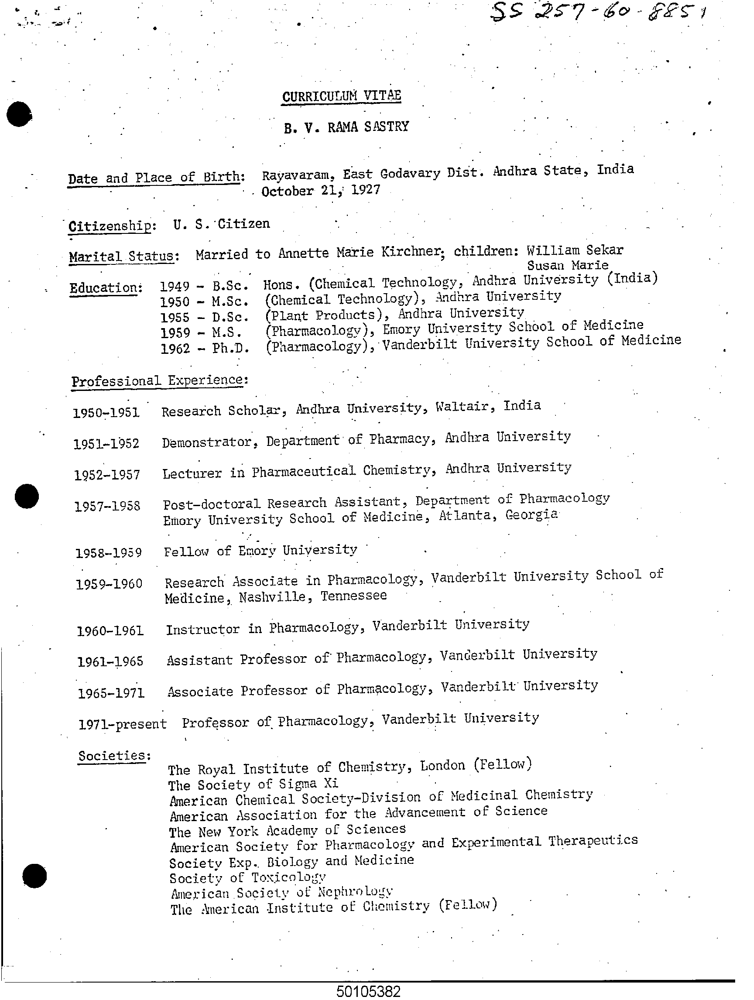 SS 257-60-8851
CURRICULUM VITAE
B. V. RAMA SASTRY
Date and Place of Birth: Rayavaram, East Godavary Dist. Andhra State, India
October 21, 1927
Citizenship: U. S. Citizen
Marital Status: Married to Annette Marie Kirchner; children: William Sekar
Susan Marie
Education: 1949 - B.Sc. Hons. (Chemical Technology, Andhra University (India)
1950 - M.Sc. (Chemical Technology), Andhra University
1955 - D.Sc. (Plant Products), Andhra University
1959 - M.S. (Pharmacology), Emory University School of Medicine
1962 - Ph.D. (Pharmacology), Vanderbilt University School of Medicine
Professional Experience:
1950-1951 Research Scholar, Andhra University, Waltair, India
1951-1952 Demonstrator, Department of Pharmacy, Andhra University
1952-1957 Lecturer in Pharmaceutical Chemistry, Andhra University
1957-1958 Post-doctoral Research Assistant, Department of Pharmacology
Emory University School of Medicine, Atlanta, Georgia
1958-1959 Fellow of Emory University
1959-1960 Research Associate in Pharmacology, Vanderbilt University School of
Medicine, Nashville, Tennessee
1960-1961 Instructor in Pharmacology, Vanderbilt University
1961-1965 Assistant Professor of Pharmacology, Vanderbilt University
1965-1971 Associate Professor of Pharmacology, Vanderbilt University
1971-present Professor of Pharmacology, Vanderbilt University
Societies:
The Royal Institute of Chemistry, London (Fellow)
The Society of Sigma Xi
American Chemical Society-Division of Medicinal Chemistry
American Association for the Advancement of Science
The New York Academy of Sciences
American Society for Pharmacology and Experimental Therapeutics
Society Exp. Biology and Medicine
Society of Toxicology
American Society of Nephrology
The American Institute of Chemistry (Fellow)
50105382